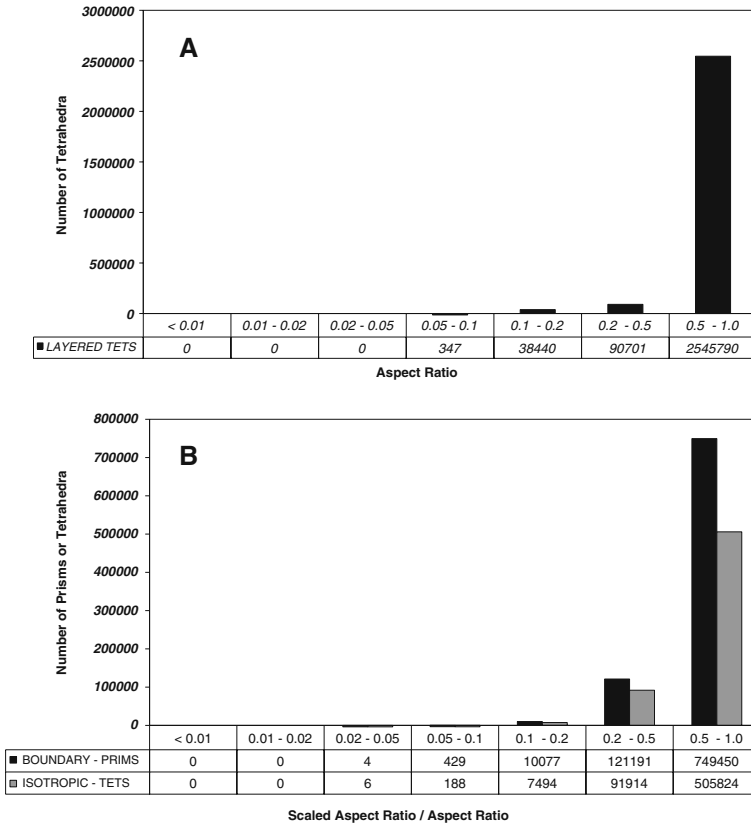 A
3000000
2500000
2000000
1500000
1000000
500000
0
Number of Tetrahedra
< 0.01 0.01 - 0.02 0.02 - 0.05 0.05 - 0.1 0.1 - 0.2 0.2 - 0.5 0.5 - 1.0
LAYERED TETS 0 0 0 347 38440 90701 2545790
Aspect Ratio
B
800000
700000
600000
500000
400000
300000
200000
100000
0
Number of Prisms or Tetrahedra
< 0.01 0.01 - 0.02 0.02 - 0.05 0.05 - 0.1 0.1 - 0.2 0.2 - 0.5 0.5 - 1.0
BOUNDARY - PRIMS 0 0 4 429 10077 121191 749450
ISOTROPIC - TETS 0 0 6 188 7494 91914 505824
Scaled Aspect Ratio / Aspect Ratio